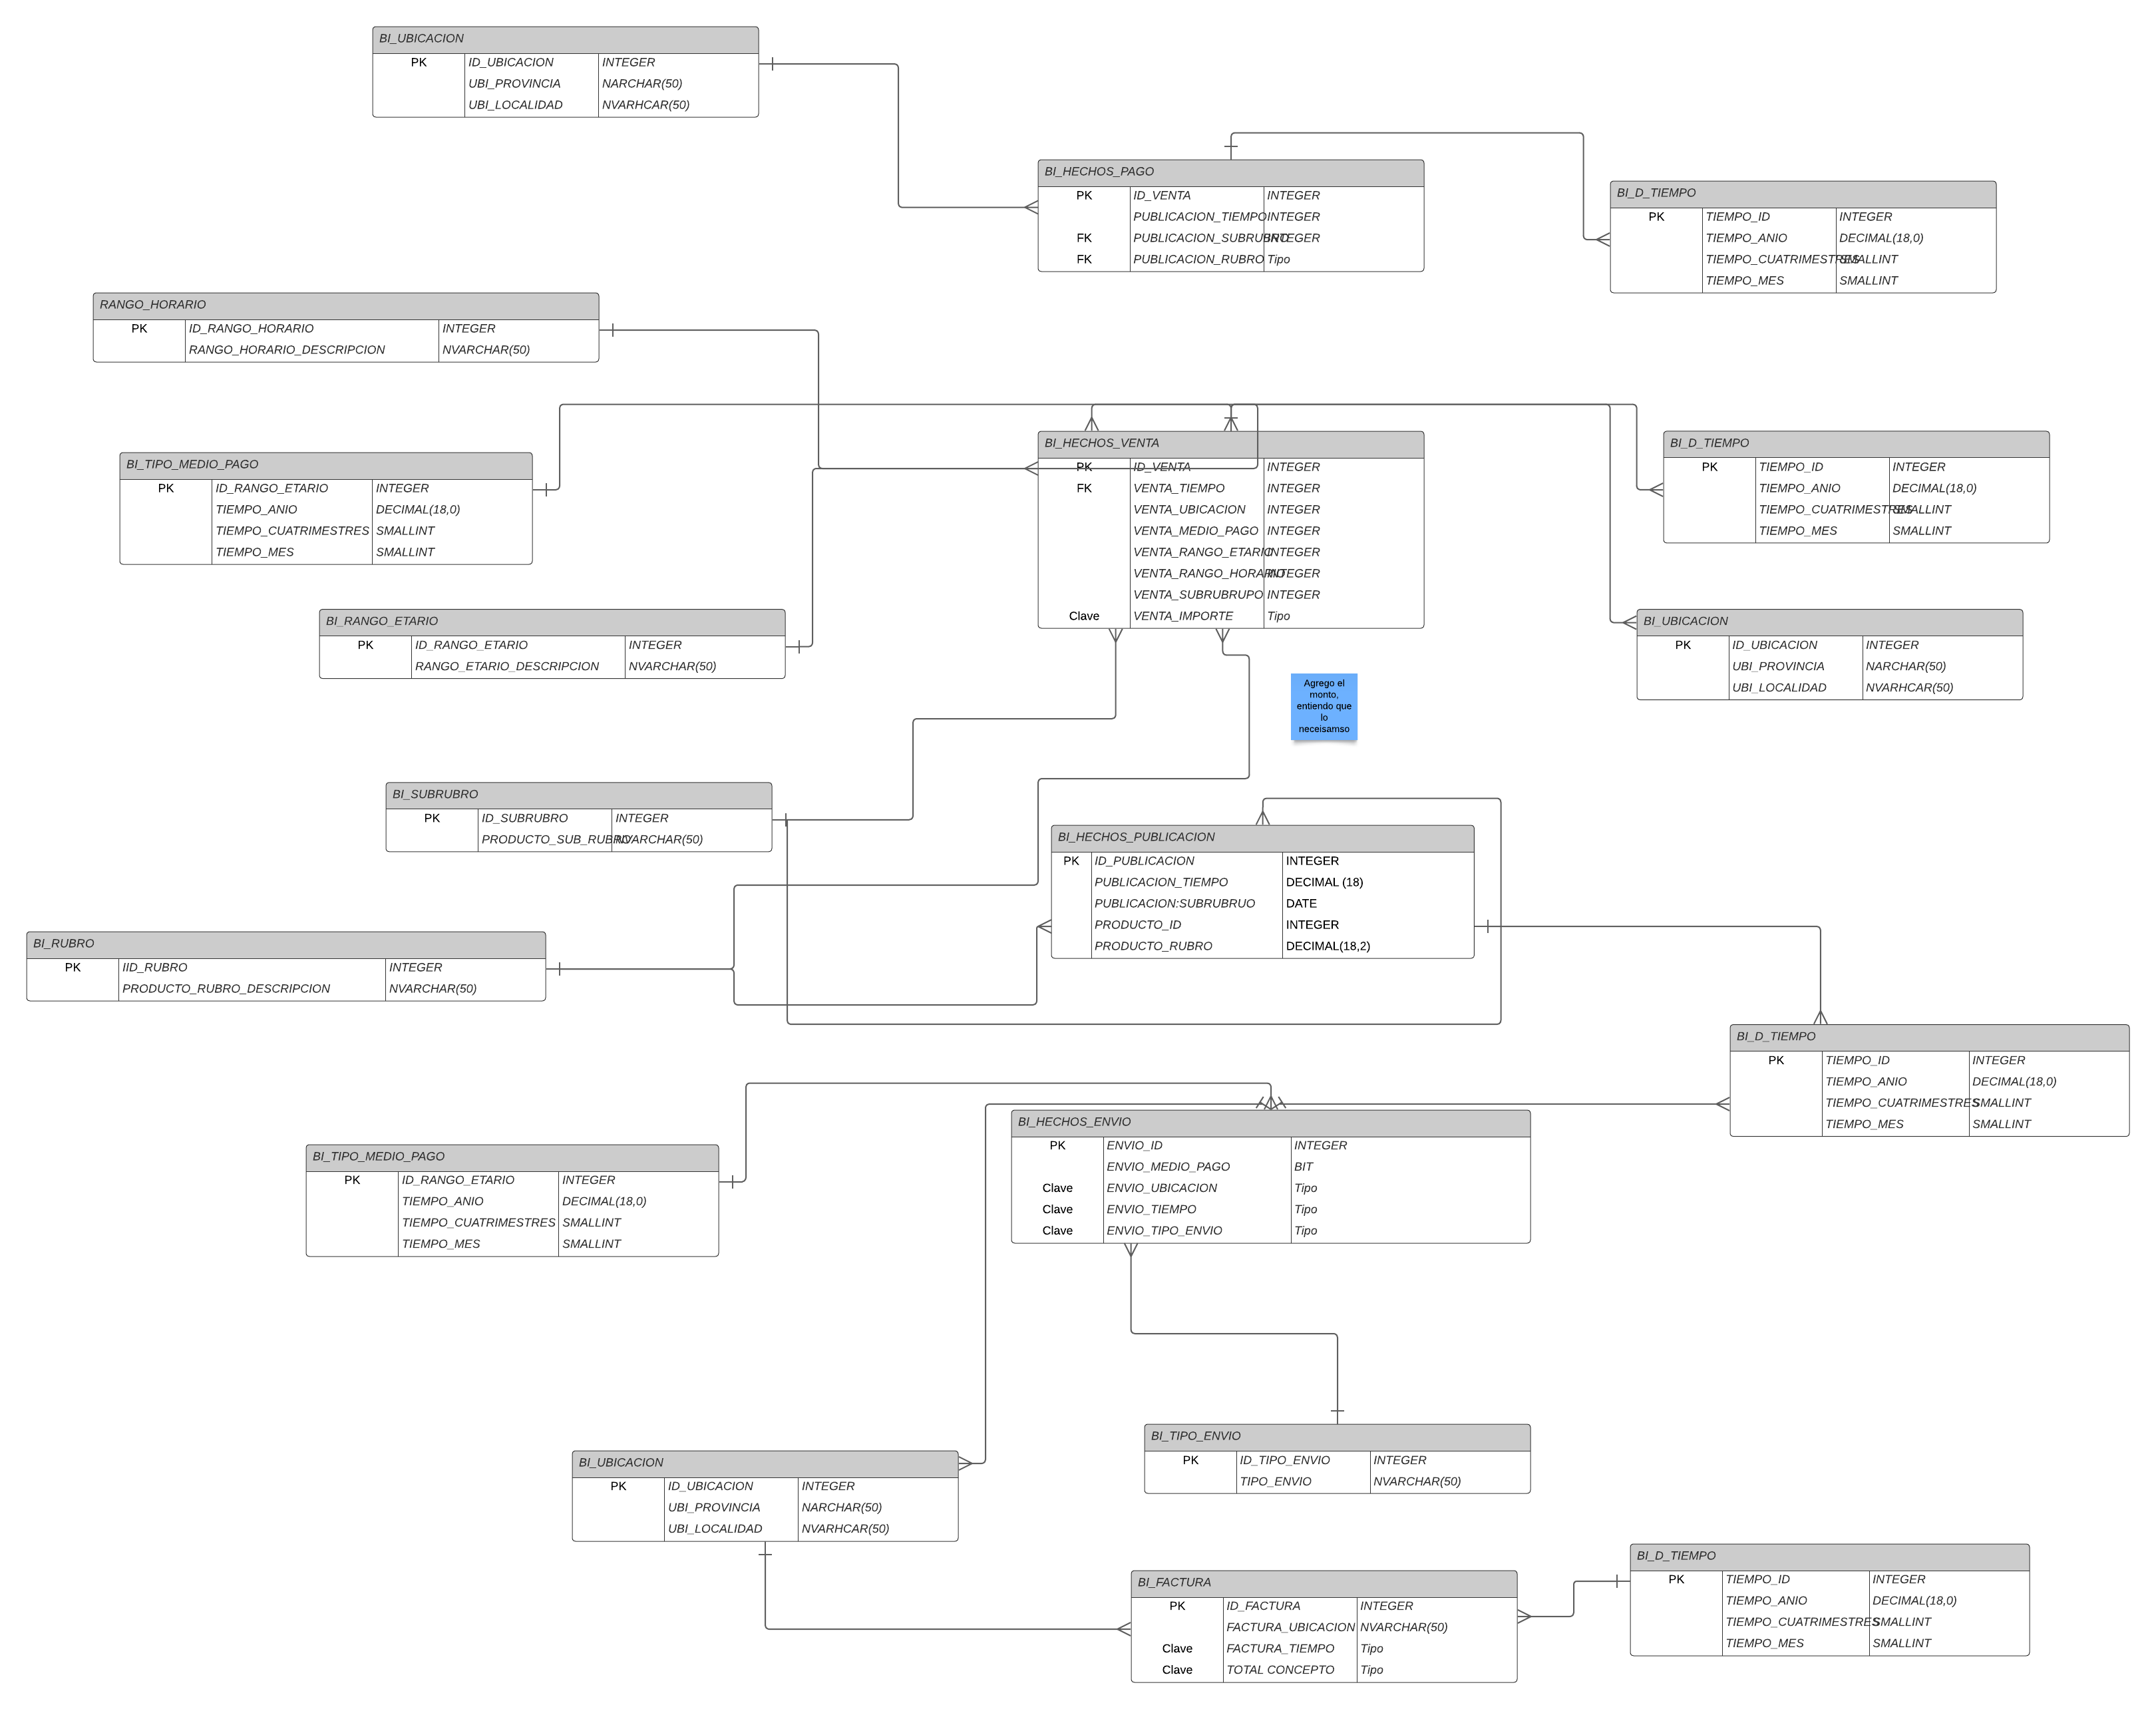 BI_UBICACION
PK ID_UBICACION INTEGER
UBI_PROVINCIA NARCHAR(50)
UBI_LOCALIDAD NVARHCAR(50)
BI_HECHOS_PAGO
PK ID_VENTA INTEGER
PUBLICACION_TIEMPO INTEGER
FK PUBLICACION_SUBRUBRO INTEGER
FK PUBLICACION_RUBRO Tipo
BI_D_TIEMPO
PK TIEMPO_ID INTEGER
TIEMPO_ANIO DECIMAL(18,0)
TIEMPO_CUATRIMESTRES SMALLINT
TIEMPO_MES SMALLINT
RANGO_HORARIO
PK ID_RANGO_HORARIO INTEGER
RANGO_HORARIO_DESCRIPCION NVARCHAR(50)
BI_TIPO_MEDIO_PAGO
PK ID_RANGO_ETARIO INTEGER
TIEMPO_ANIO DECIMAL(18,0)
TIEMPO_CUATRIMESTRES SMALLINT
TIEMPO_MES SMALLINT
BI_HECHOS_VENTA
PK ID_VENTA INTEGER
FK VENTA_TIEMPO INTEGER
VENTA_UBICACION INTEGER
VENTA_MEDIO_PAGO INTEGER
VENTA_RANGO_ETARIO INTEGER
VENTA_RANGO_HORARIO INTEGER
VENTA_SUBRUBRUPO INTEGER
Clave VENTA_IMPORTE Tipo
BI_D_TIEMPO
PK TIEMPO_ID INTEGER
TIEMPO_ANIO DECIMAL(18,0)
TIEMPO_CUATRIMESTRES SMALLINT
TIEMPO_MES SMALLINT
BI_RANGO_ETARIO
PK ID_RANGO_ETARIO INTEGER
RANGO_ETARIO_DESCRIPCION NVARCHAR(50)
BI_UBICACION
PK ID_UBICACION INTEGER
UBI_PROVINCIA NARCHAR(50)
UBI_LOCALIDAD NVARHCAR(50)
Agrego el
monto,
entiendo que
lo
neceisamso
BI_SUBRUBRO
PK ID_SUBRUBRO INTEGER
PRODUCTO_SUB_RUBRO NVARCHAR(50)
BI_HECHOS_PUBLICACION
PK ID_PUBLICACION INTEGER
PUBLICACION_TIEMPO DECIMAL (18)
PUBLICACION:SUBRUBRUO DATE
PRODUCTO_ID INTEGER
PRODUCTO_RUBRO DECIMAL(18,2)
BI_RUBRO
PK IID_RUBRO INTEGER
PRODUCTO_RUBRO_DESCRIPCION NVARCHAR(50)
BI_D_TIEMPO
PK TIEMPO_ID INTEGER
TIEMPO_ANIO DECIMAL(18,0)
TIEMPO_CUATRIMESTRES SMALLINT
TIEMPO_MES SMALLINT
BI_HECHOS_ENVIO
PK ENVIO_ID INTEGER
ENVIO_MEDIO_PAGO BIT
Clave ENVIO_UBICACION Tipo
Clave ENVIO_TIEMPO Tipo
Clave ENVIO_TIPO_ENVIO Tipo
BI_TIPO_MEDIO_PAGO
PK ID_RANGO_ETARIO INTEGER
TIEMPO_ANIO DECIMAL(18,0)
TIEMPO_CUATRIMESTRES SMALLINT
TIEMPO_MES SMALLINT
BI_TIPO_ENVIO
PK ID_TIPO_ENVIO INTEGER
TIPO_ENVIO NVARCHAR(50)
BI_UBICACION
PK ID_UBICACION INTEGER
UBI_PROVINCIA NARCHAR(50)
UBI_LOCALIDAD NVARHCAR(50)
BI_FACTURA
PK ID_FACTURA INTEGER
FACTURA_UBICACION NVARCHAR(50)
Clave FACTURA_TIEMPO Tipo
Clave TOTAL CONCEPTO Tipo
BI_D_TIEMPO
PK TIEMPO_ID INTEGER
TIEMPO_ANIO DECIMAL(18,0)
TIEMPO_CUATRIMESTRES SMALLINT
TIEMPO_MES SMALLINT